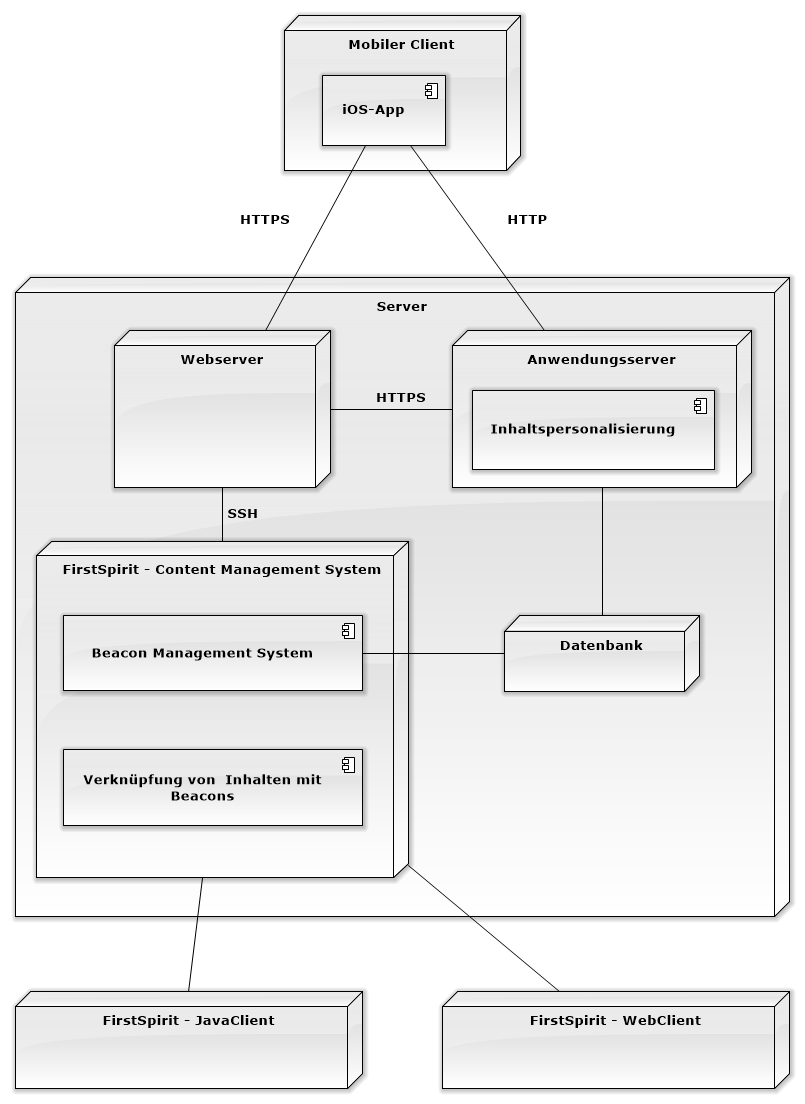 Mobiler Client
iOS-App
HTTPS
HTTP
Server
Webserver
Anwendungsserver
HTTPS
Inhaltspersonalisierung
SSH
FirstSpirit - Content Management System
Beacon Management System
Datenbank
Verknüpfung von  Inhalten mit
Beacons
FirstSpirit - JavaClient
FirstSpirit - WebClient